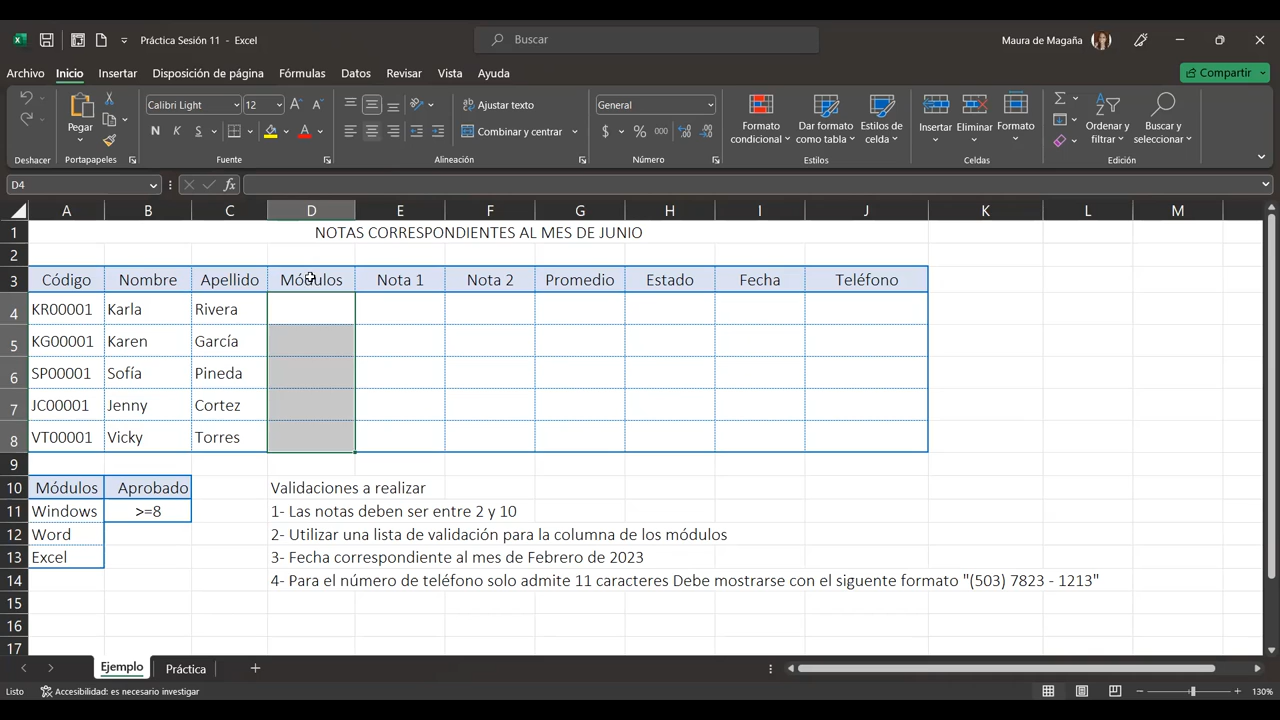 Práctica Sesión 11 - Excel
Buscar
Maura de Magaña
Archivo Inicio Insertar Disposición de página Fórmulas Datos Revisar Vista Ayuda
Compartir
Pegar
Calibri Light 12
N K S
Ajustar texto
Combinar y centrar
General
$ % 000
Formato condicional
Dar formato como tabla
Estilos de celda
Insertar Eliminar Formato
Ordenar y filtrar
Buscar y seleccionar
Deshacer Portapapeles Fuente Alineación Número Estilos Celdas Edición
D4 fx
A B C D E F G H I J K L M
1 NOTAS CORRESPONDIENTES AL MES DE JUNIO
2
3 Código Nombre Apellido Módulos Nota 1 Nota 2 Promedio Estado Fecha Teléfono
4 KR00001 Karla Rivera
5 KG00001 Karen García
6 SP00001 Sofía Pineda
7 JC00001 Jenny Cortez
8 VT00001 Vicky Torres
9
10 Módulos Aprobado Validaciones a realizar
11 Windows >=8 1- Las notas deben ser entre 2 y 10
12 Word 2- Utilizar una lista de validación para la columna de los módulos
13 Excel 3- Fecha correspondiente al mes de Febrero de 2023
14 4- Para el número de teléfono solo admite 11 caracteres Debe mostrarse con el siguente formato "(503) 7823 - 1213"
15
16
17
Ejemplo Práctica
Listo Accesibilidad: es necesario investigar 130%